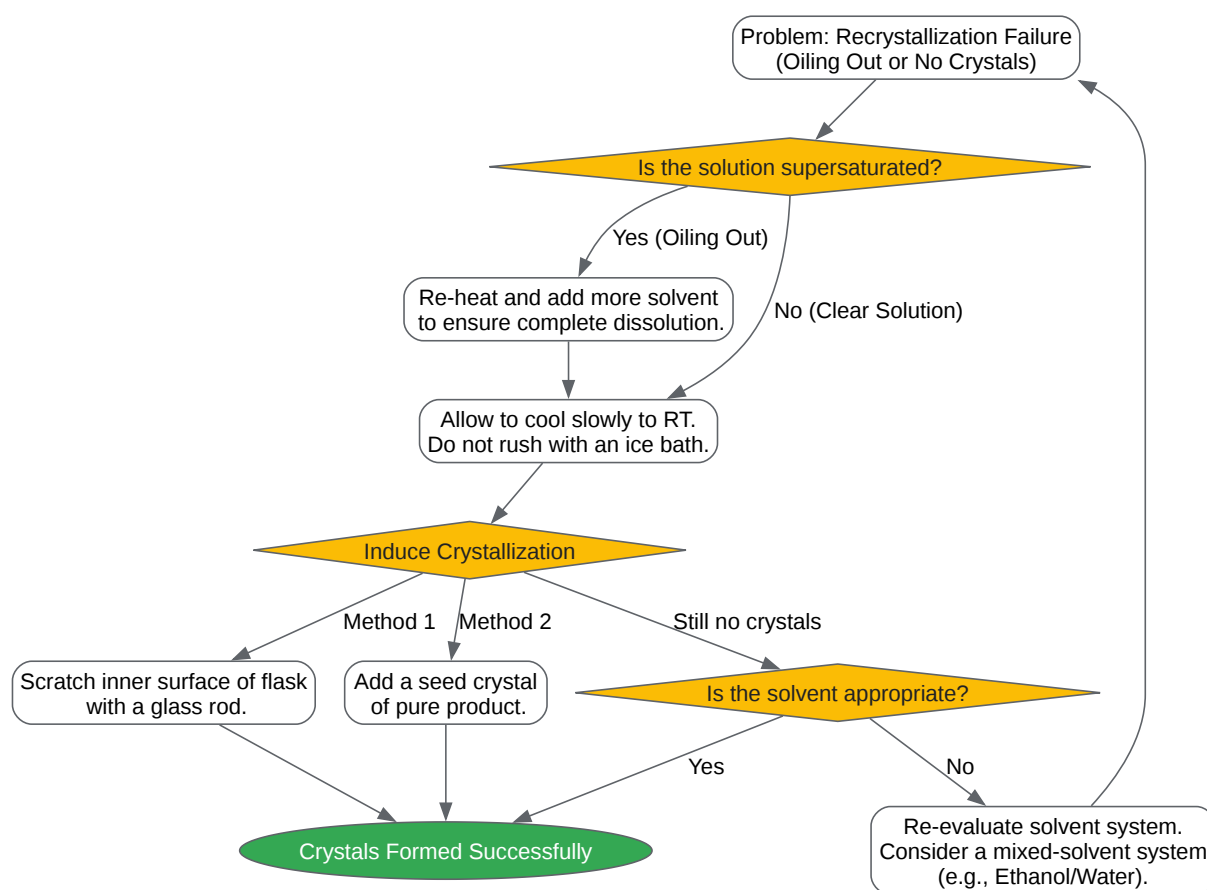 Problem: Recrystallization Failure
(Oiling Out or No Crystals)
Is the solution supersaturated?
Yes (Oiling Out)
Re-heat and add more solvent
to ensure complete dissolution.
No (Clear Solution)
Allow to cool slowly to RT.
Do not rush with an ice bath.
Induce Crystallization
Method 1
Method 2
Still no crystals
Scratch inner surface of flask
with a glass rod.
Add a seed crystal
of pure product.
Is the solvent appropriate?
Yes
No
Crystals Formed Successfully
Re-evaluate solvent system.
Consider a mixed-solvent system
(e.g., Ethanol/Water).